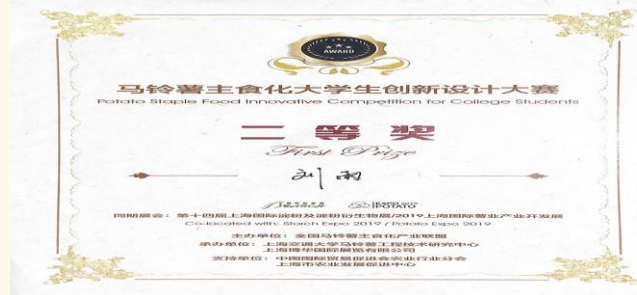 AWARD
马铃薯主食化大学生创新设计大赛
Potato Staple Food Innovative Competition for College Students
二等奖
First Prize
刘雨
POTATO
同期展会：第十四届上海国际淀粉及淀粉衍生物展/2019上海国际薯业产业开发展
Co-located with: Starch Expo 2019 / Potato Expo 2019
主办单位：全国马铃薯主食化产业联盟
承办单位：上海交通大学马铃薯工程技术研究中心
上海博华国际展览有限公司
支持单位：中国国际贸易促进会农业行业分会
上海市农业发展促进中心